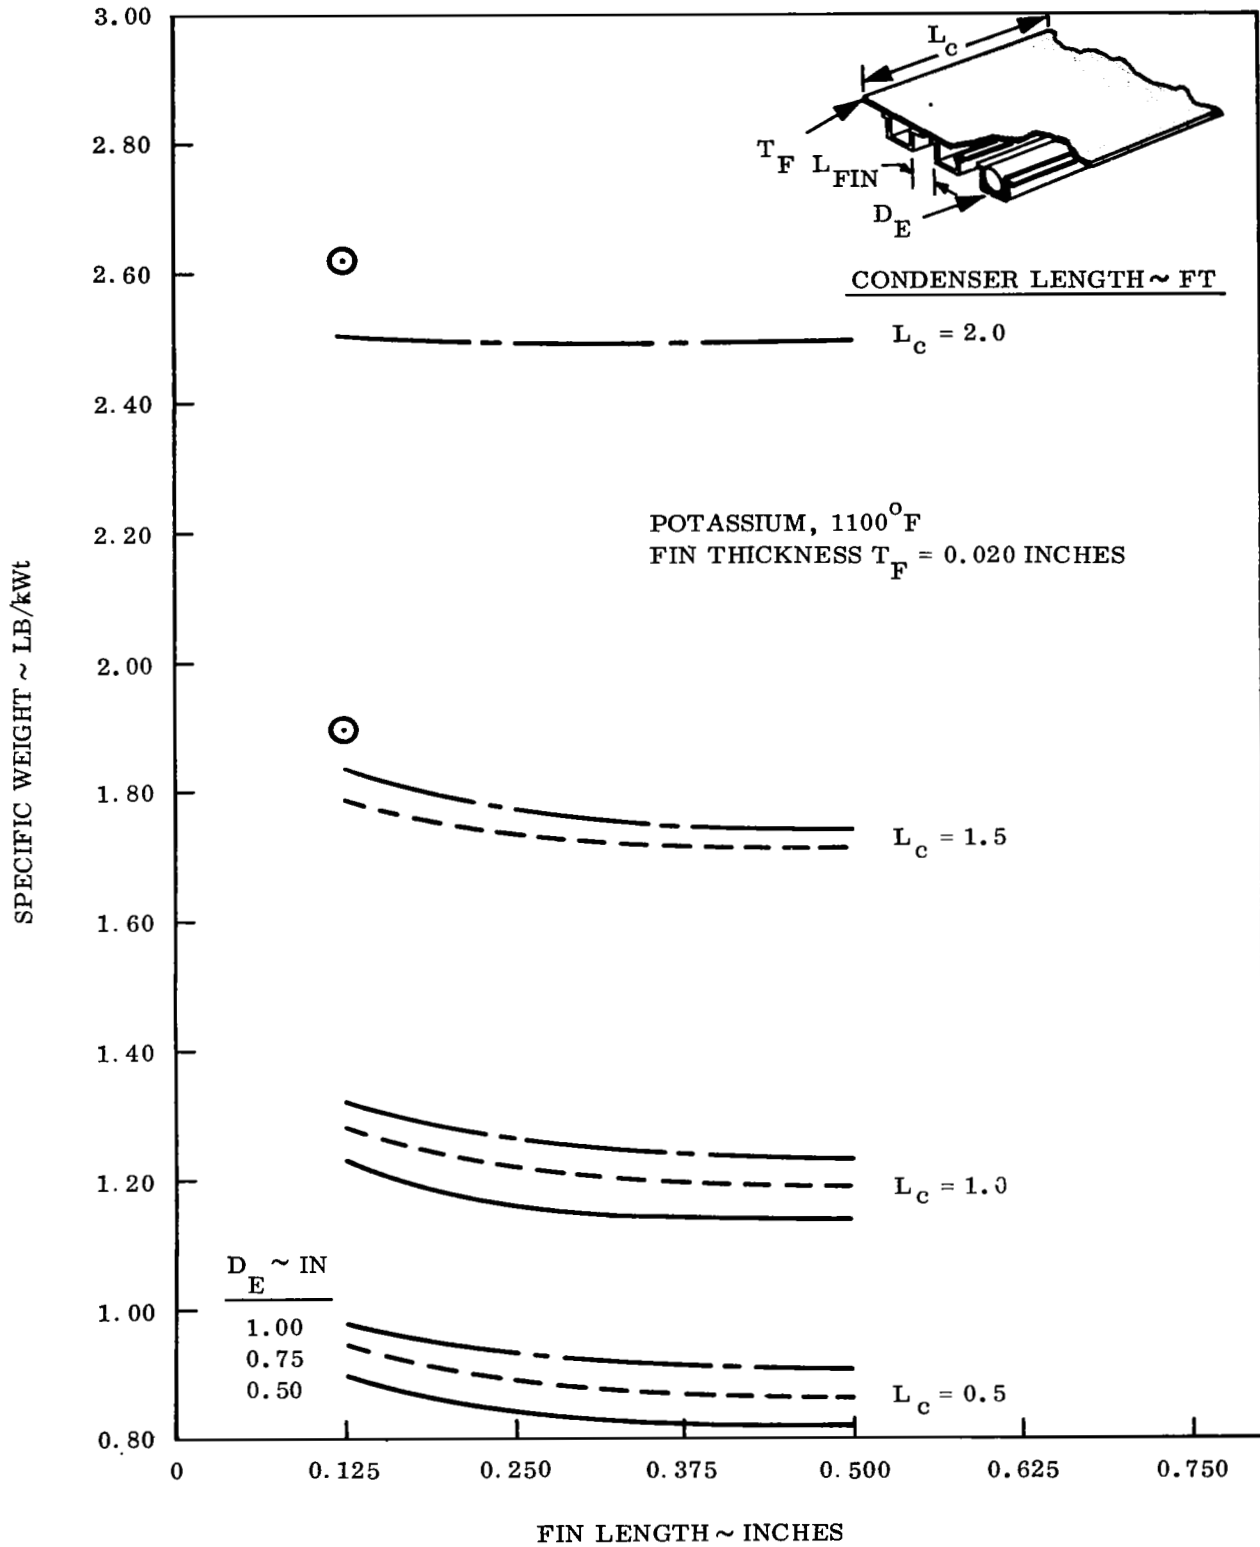 3.00
2.80
2.60
2.40
2.20
2.00
1.80
1.60
1.40
1.20
1.00
0.80
SPECIFIC WEIGHT ~ LB/kWt
L_c
T_F
L_FIN
D_E
CONDENSER LENGTH ~ FT
L_c = 2.0
POTASSIUM, 1100°F
FIN THICKNESS T_F = 0.020 INCHES
L_c = 1.5
L_c = 1.0
D_E ~ IN
1.00
0.75
0.50
L_c = 0.5
0 0.125 0.250 0.375 0.500 0.625 0.750
FIN LENGTH ~ INCHES